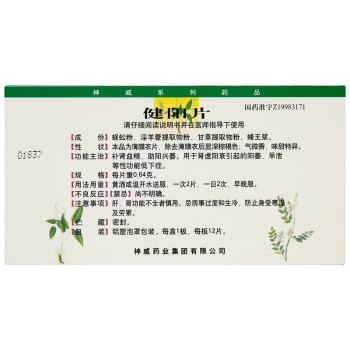 神威系列药品
健阳片
国药准字Z19983171
请仔细阅读说明书并在医师指导下使用
【成 份】蜈蚣粉、淫羊藿提取物粉、甘草提取物粉、蜂王浆。
【性 状】本品为薄膜衣片，除去薄膜衣后显深棕褐色；气微香，味甜特异。
【功能主治】补肾益精，助阳兴萎。用于肾虚阳衰引起的阳萎、早泄
等性功能低下症。
【规 格】每片重0.64克。
【用法用量】黄酒或温开水送服，一次2片，一日2次，早晚服。
【不良反应】【禁忌】尚不明确。
【注意事项】肝、肾功能不全者慎用。忌房事过度和生冷，防止身受寒湿
及劳累。
【贮 藏】密封。
【包 装】铝塑泡罩包装。每盒1板，每板12片。
01837
神威药业集团有限公司